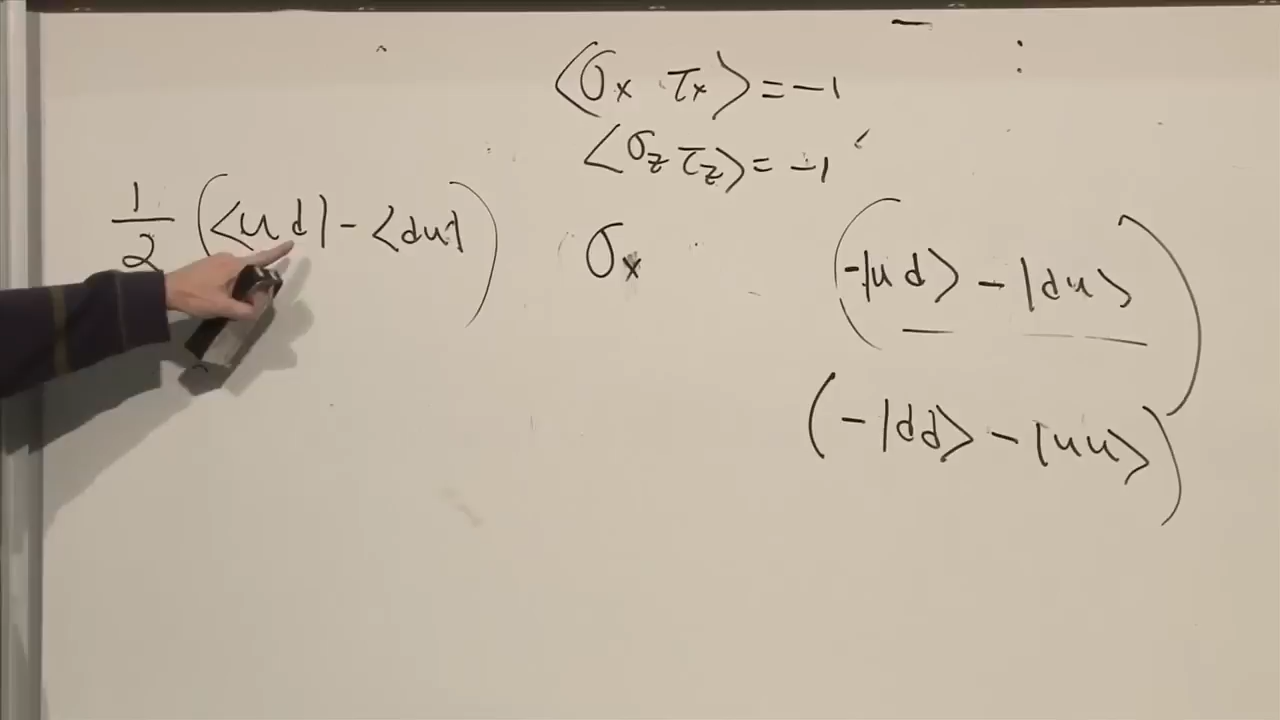 ⟨σx τx⟩ = -1
⟨σz τz⟩ = -1
1/2 (⟨ud| - ⟨du|) σx (-|ud⟩ - |du⟩)
(-|dd⟩ - |uu⟩)